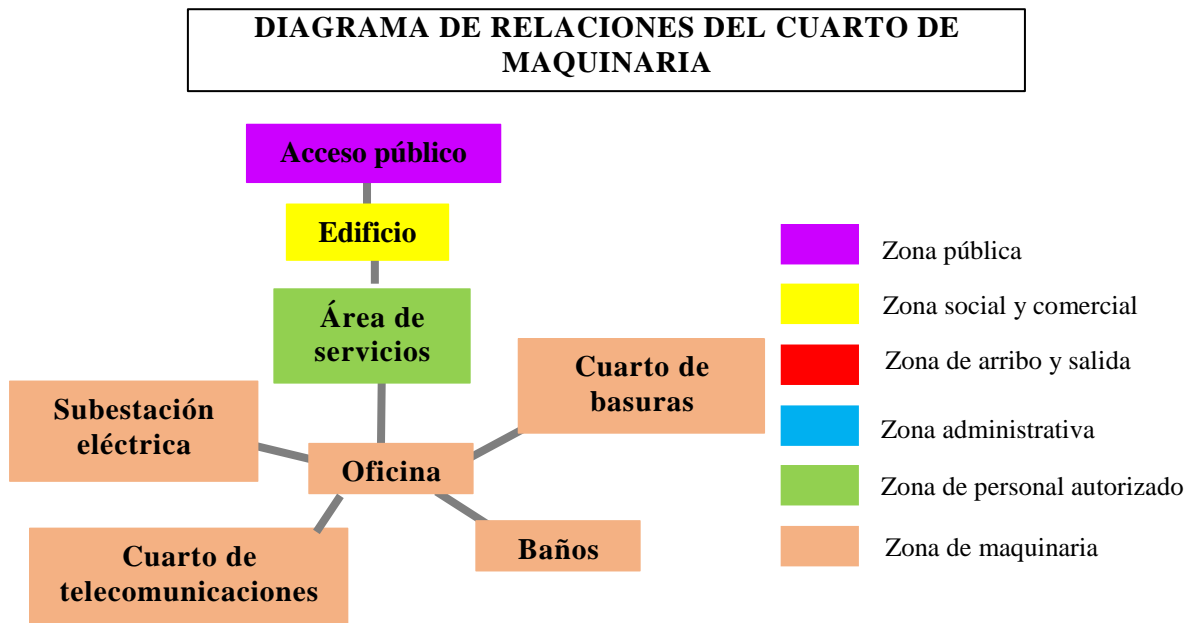 DIAGRAMA DE RELACIONES DEL CUARTO DE
MAQUINARIA
Acceso público
Edificio
Área de
servicios
Cuarto de
basuras
Subestación
eléctrica
Oficina
Cuarto de
telecomunicaciones
Baños
Zona pública
Zona social y comercial
Zona de arribo y salida
Zona administrativa
Zona de personal autorizado
Zona de maquinaria